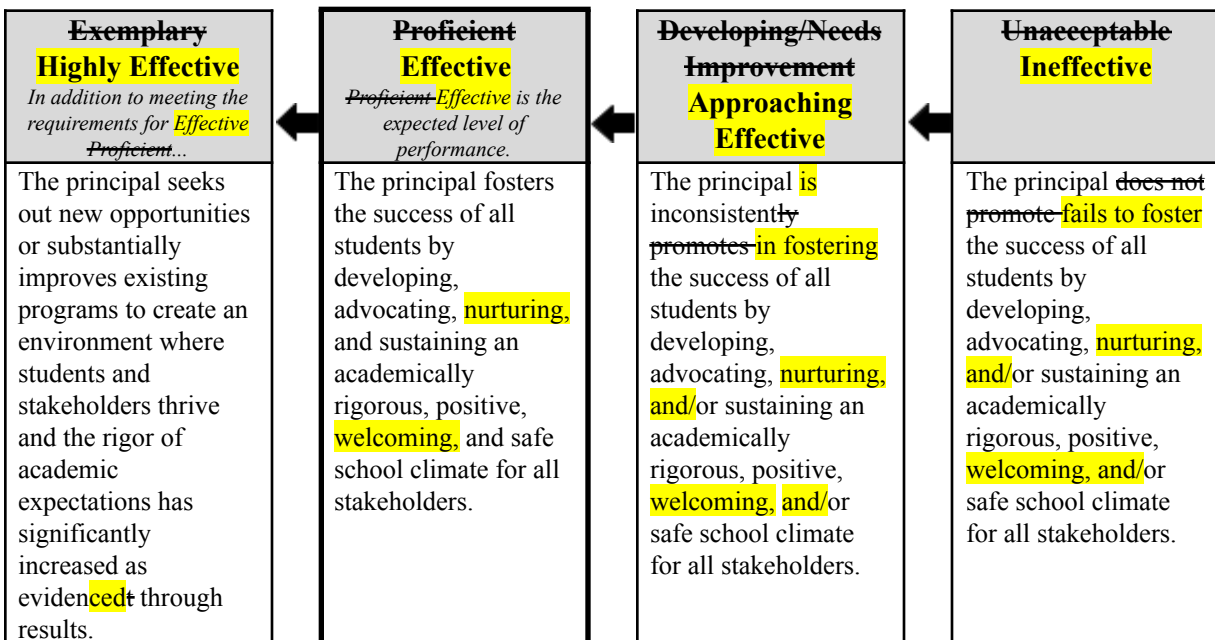 Exemplary
Highly Effective
In addition to meeting the
requirements for Effective
Proficient...
The principal seeks
out new opportunities
or substantially
improves existing
programs to create an
environment where
students and
stakeholders thrive
and the rigor of
academic
expectations has
significantly
increased as
evidencedt through
results.
Proficient
Effective
Proficient Effective is the
expected level of
performance.
The principal fosters
the success of all
students by
developing,
advocating, nurturing,
and sustaining an
academically
rigorous, positive,
welcoming, and safe
school climate for all
stakeholders.
Developing/Needs
Improvement
Approaching
Effective
The principal is
inconsistently
promotes in fostering
the success of all
students by
developing,
advocating, nurturing,
and/or sustaining an
academically
rigorous, positive,
welcoming, and/or
safe school climate
for all stakeholders.
Unacceptable
Ineffective
The principal does not
promote fails to foster
the success of all
students by
developing,
advocating, nurturing,
and/or sustaining an
academically
rigorous, positive,
welcoming, and/or
safe school climate
for all stakeholders.